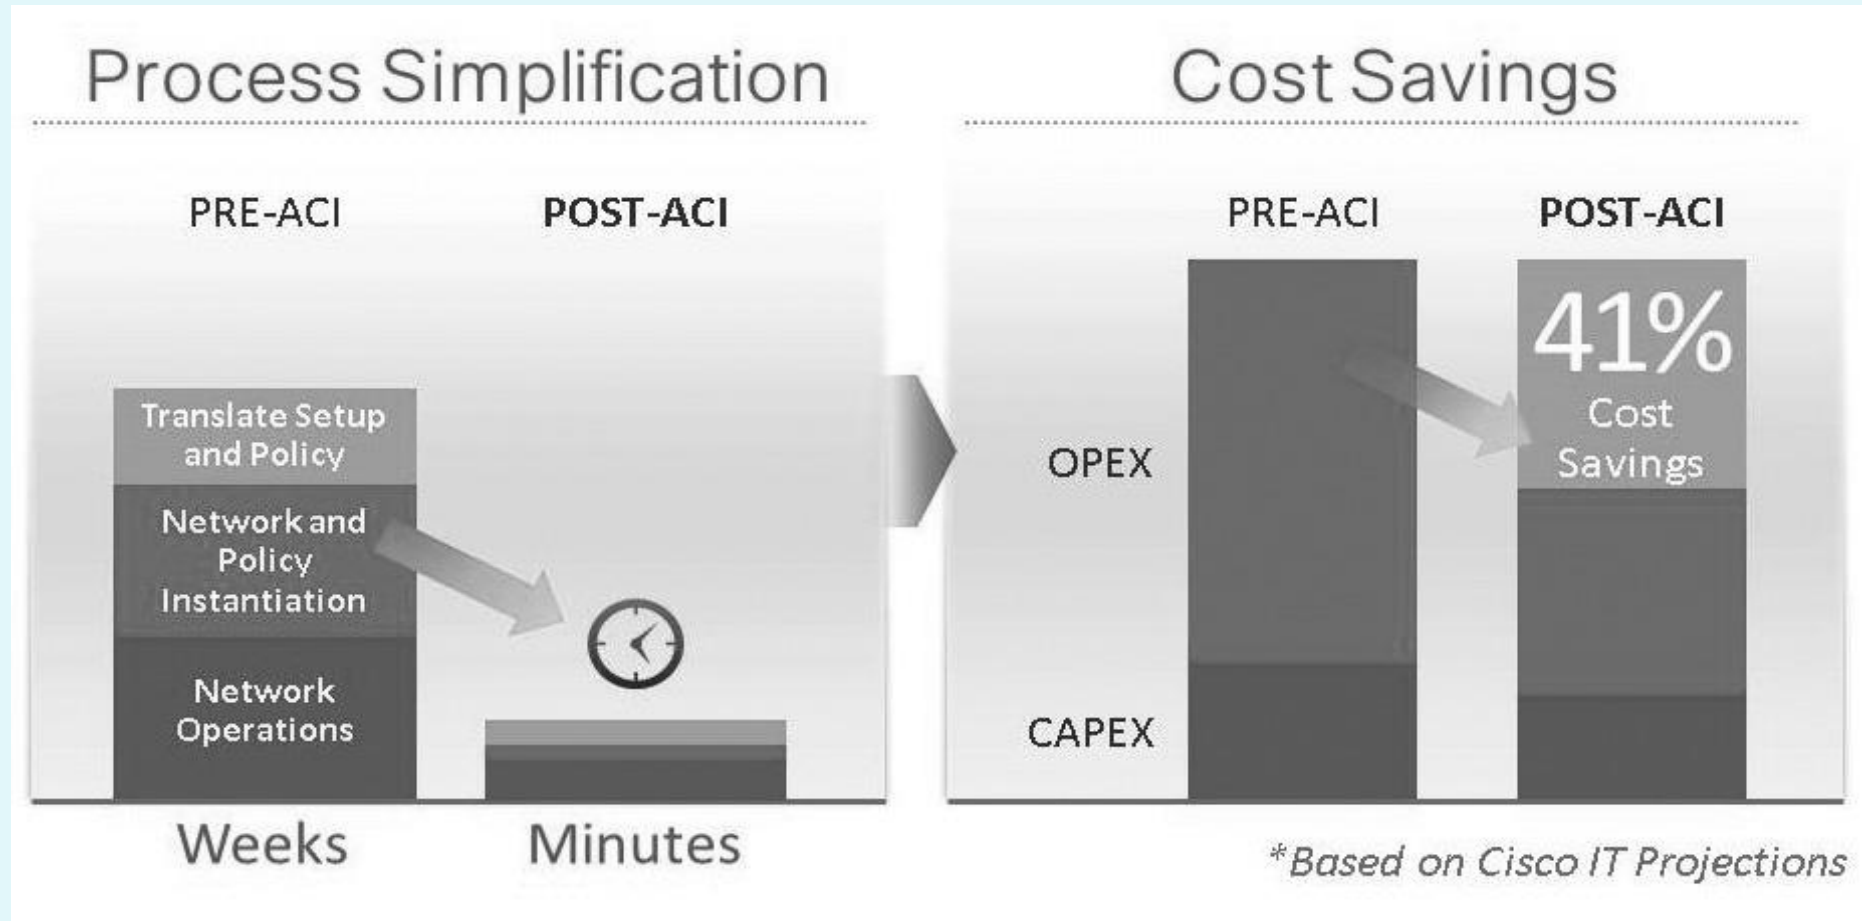 Process Simplification
PRE-ACI
POST-ACI
Translate Setup
and Policy
Network and
Policy
Instantiation
Network
Operations
Weeks
Minutes
Cost Savings
PRE-ACI
POST-ACI
41%
Cost
Savings
OPEX
CAPEX
*Based on Cisco IT Projections